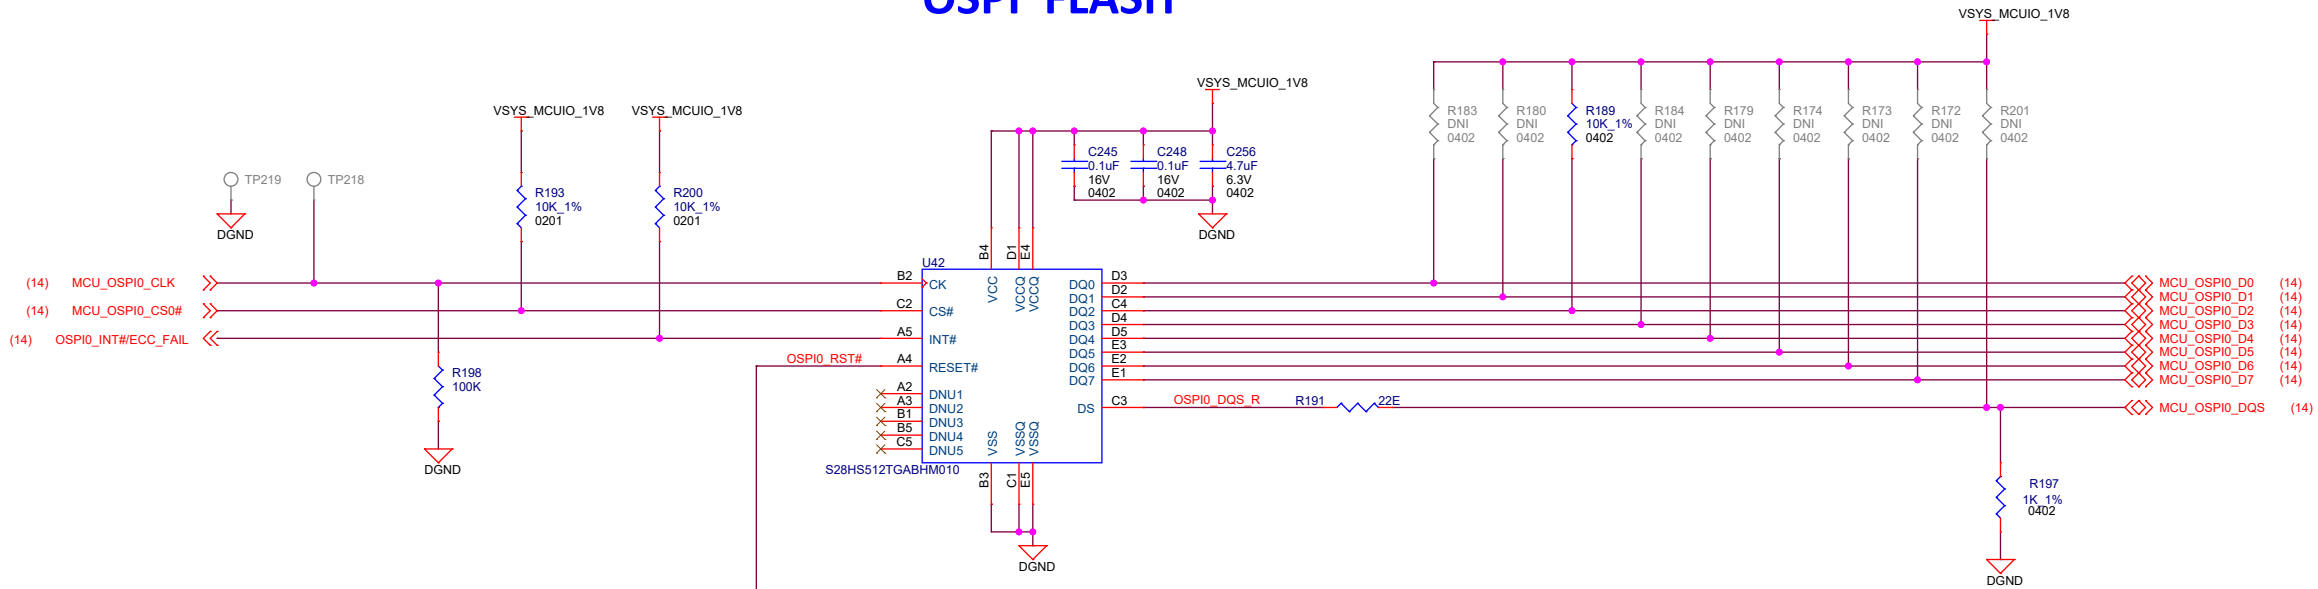 OSPI FLASH
VSYS_MCUIO_1V8
VSYS_MCUIO_1V8
VSYS_MCUIO_1V8 VSYS_MCUIO_1V8
R183 DNI 0402
R180 DNI 0402
R189 10K_1% 0402
R184 DNI 0402
R179 DNI 0402
R174 DNI 0402
R173 DNI 0402
R172 DNI 0402
R201 DNI 0402
C245 0.1uF 16V 0402
C248 0.1uF 16V 0402
C256 4.7uF 6.3V 0402
DGND
TP219 TP218
DGND
R193 10K_1% 0201
R200 10K_1% 0201
B4 D1 E4
U42
VCC VCCQ VCCQ
(14) MCU_OSPI0_CLK B2 CK
(14) MCU_OSPI0_CS0# C2 CS#
(14) OSPI0_INT#/ECC_FAIL A5 INT#
OSPI0_RST# A4 RESET#
A2 DNU1
A3 DNU2
B1 DNU3
B5 DNU4
C5 DNU5
DQ0 D3 MCU_OSPI0_D0 (14)
DQ1 D2 MCU_OSPI0_D1 (14)
DQ2 C4 MCU_OSPI0_D2 (14)
DQ3 D4 MCU_OSPI0_D3 (14)
DQ4 D5 MCU_OSPI0_D4 (14)
DQ5 E3 MCU_OSPI0_D5 (14)
DQ6 E2 MCU_OSPI0_D6 (14)
DQ7 E1 MCU_OSPI0_D7 (14)
DS C3 OSPI0_DQS_R R191 22E MCU_OSPI0_DQS (14)
R198 100K
DGND
VSS VSSQ VSSQ
S28HS512TGABHM010
B3 C1 E5
DGND
R197 1K_1% 0402
DGND